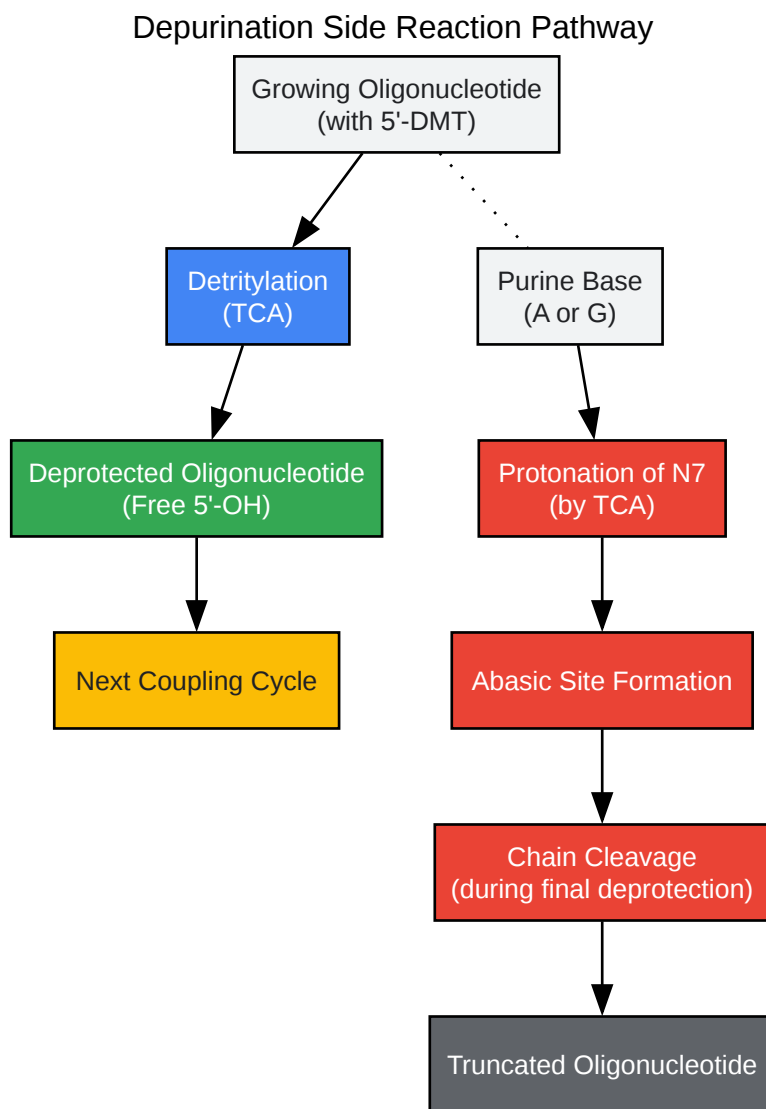 Depurination Side Reaction Pathway
Growing Oligonucleotide
(with 5'-DMT)
Detritylation
(TCA)
Purine Base
(A or G)
Deprotected Oligonucleotide
(Free 5'-OH)
Protonation of N7
(by TCA)
Next Coupling Cycle
Abasic Site Formation
Chain Cleavage
(during final deprotection)
Truncated Oligonucleotide